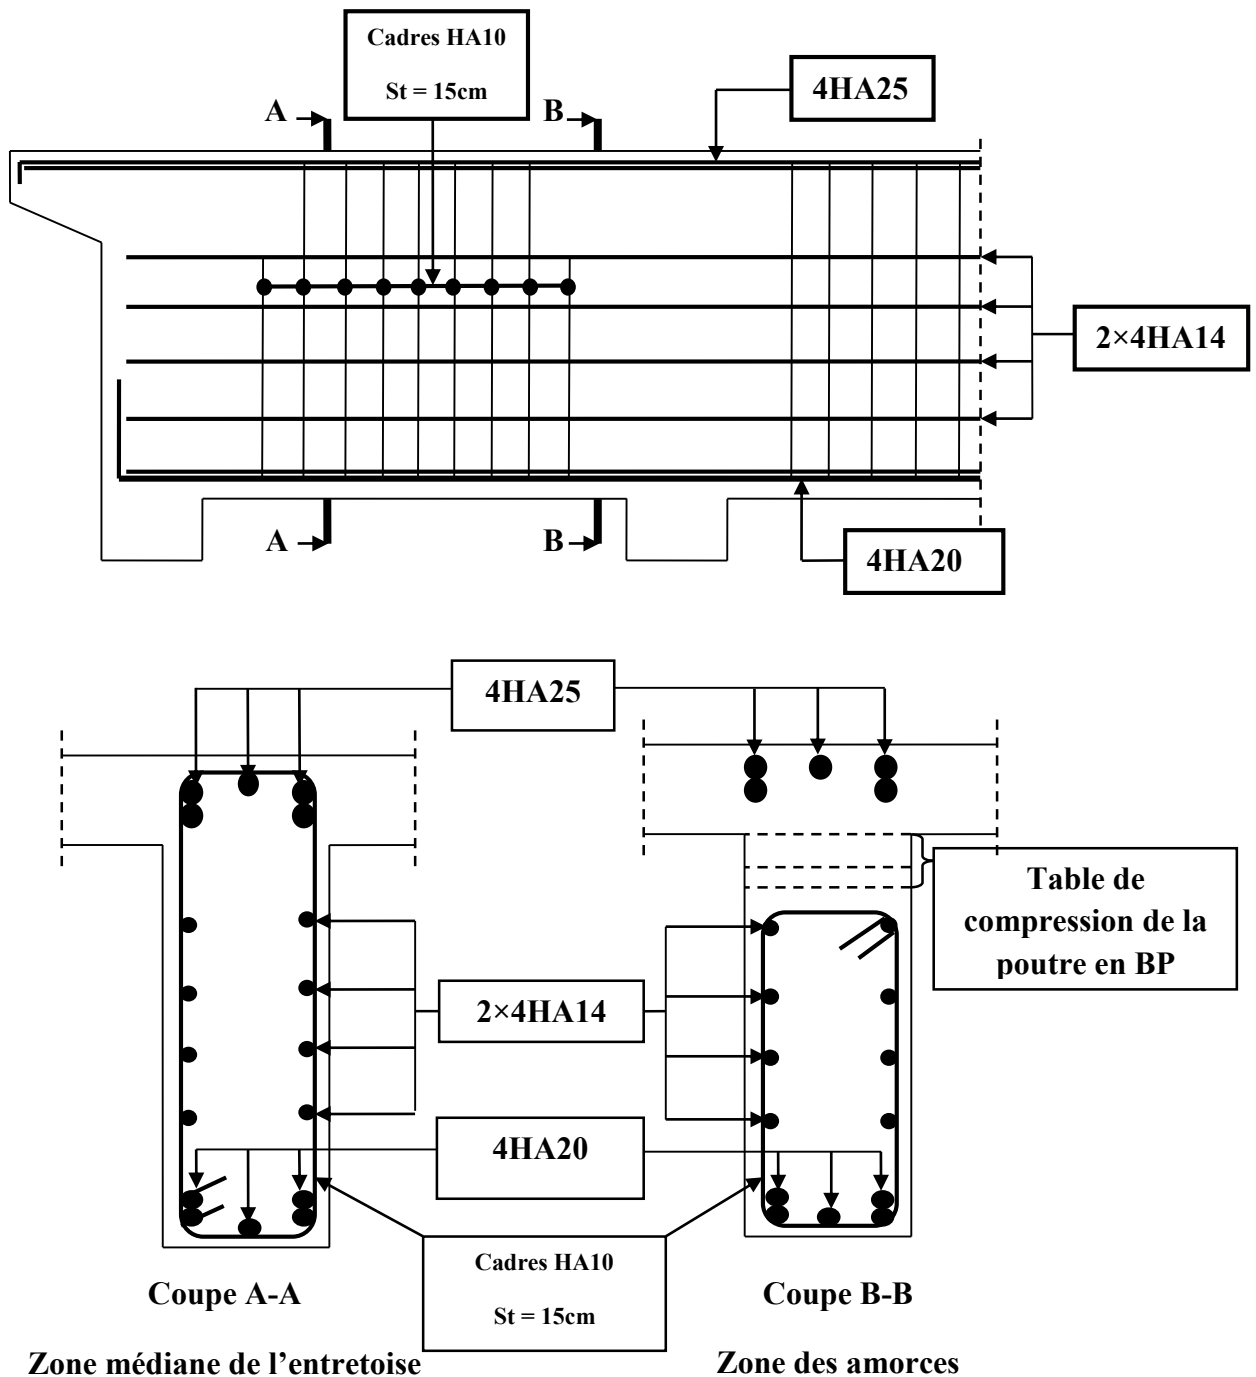 Cadres HA10
St = 15cm
4HA25
A
B
2×4HA14
A
B
4HA20
4HA25
Table de
compression de la
poutre en BP
2×4HA14
4HA20
Cadres HA10
St = 15cm
Coupe A-A
Coupe B-B
Zone médiane de l’entretoise
Zone des amorces